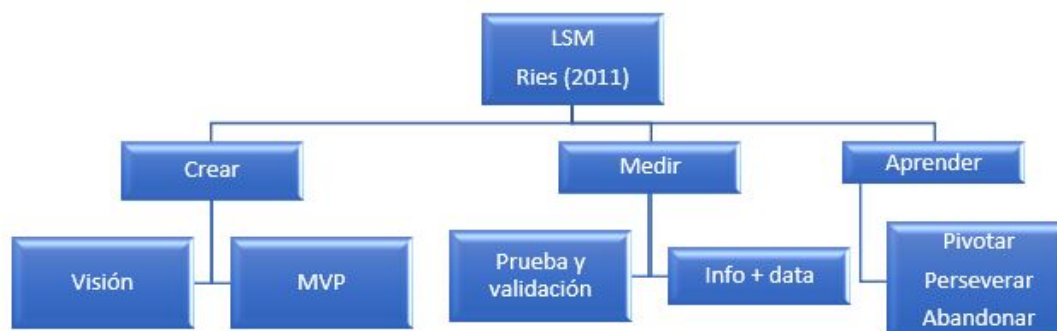 LSM
Ries (2011)
Crear
Medir
Aprender
Visión
MVP
Prueba y
validación
Info + data
Pivotar
Perseverar
Abandonar